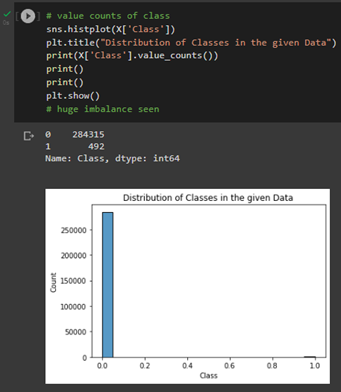 # value counts of class
sns.histplot(X['Class'])
plt.title("Distribution of Classes in the given Data")
print(X['Class'].value_counts())
print()
print()
plt.show()
# huge imbalance seen
0 284315
1 492
Name: Class, dtype: int64
Distribution of Classes in the given Data
250000
200000
150000
100000
50000
0
Count
0.0 0.2 0.4 0.6 0.8 1.0
Class